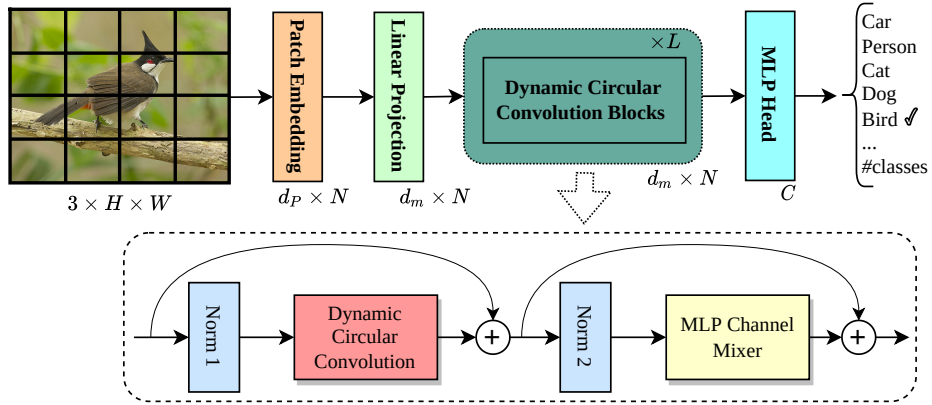 Patch Embedding
Linear Projection
×L
Dynamic Circular
Convolution Blocks
MLP Head
Car
Person
Cat
Dog
Bird ✓
...
#classes
3 × H × W
d_P × N
d_m × N
d_m × N
C
Norm 1
Dynamic
Circular
Convolution
+
Norm 2
MLP Channel
Mixer
+